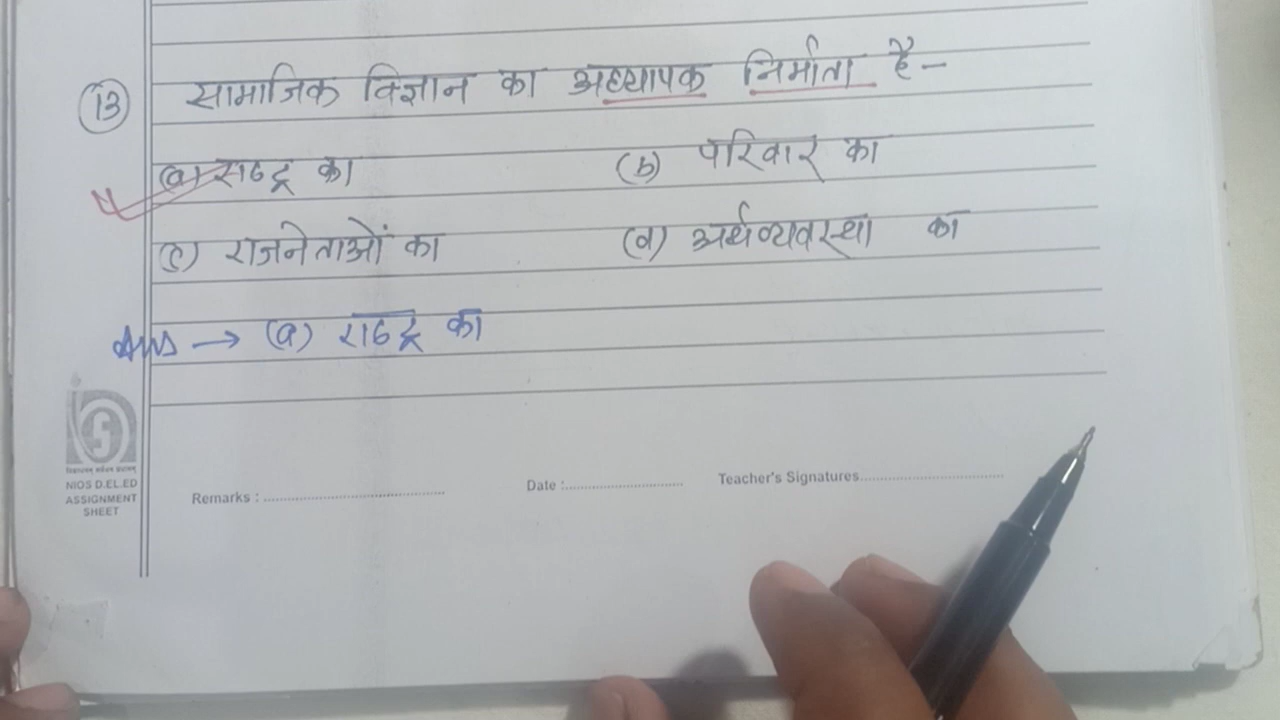 13 सामाजिक विज्ञान का अध्यापक निर्माता है -
(a) राष्ट्र का (b) परिवार का
(c) राजनेताओं का (d) अर्थव्यवस्था का
Ans → (a) राष्ट्र का
NIOS D.EL.ED
ASSIGNMENT
SHEET
Remarks : Date : Teacher's Signatures